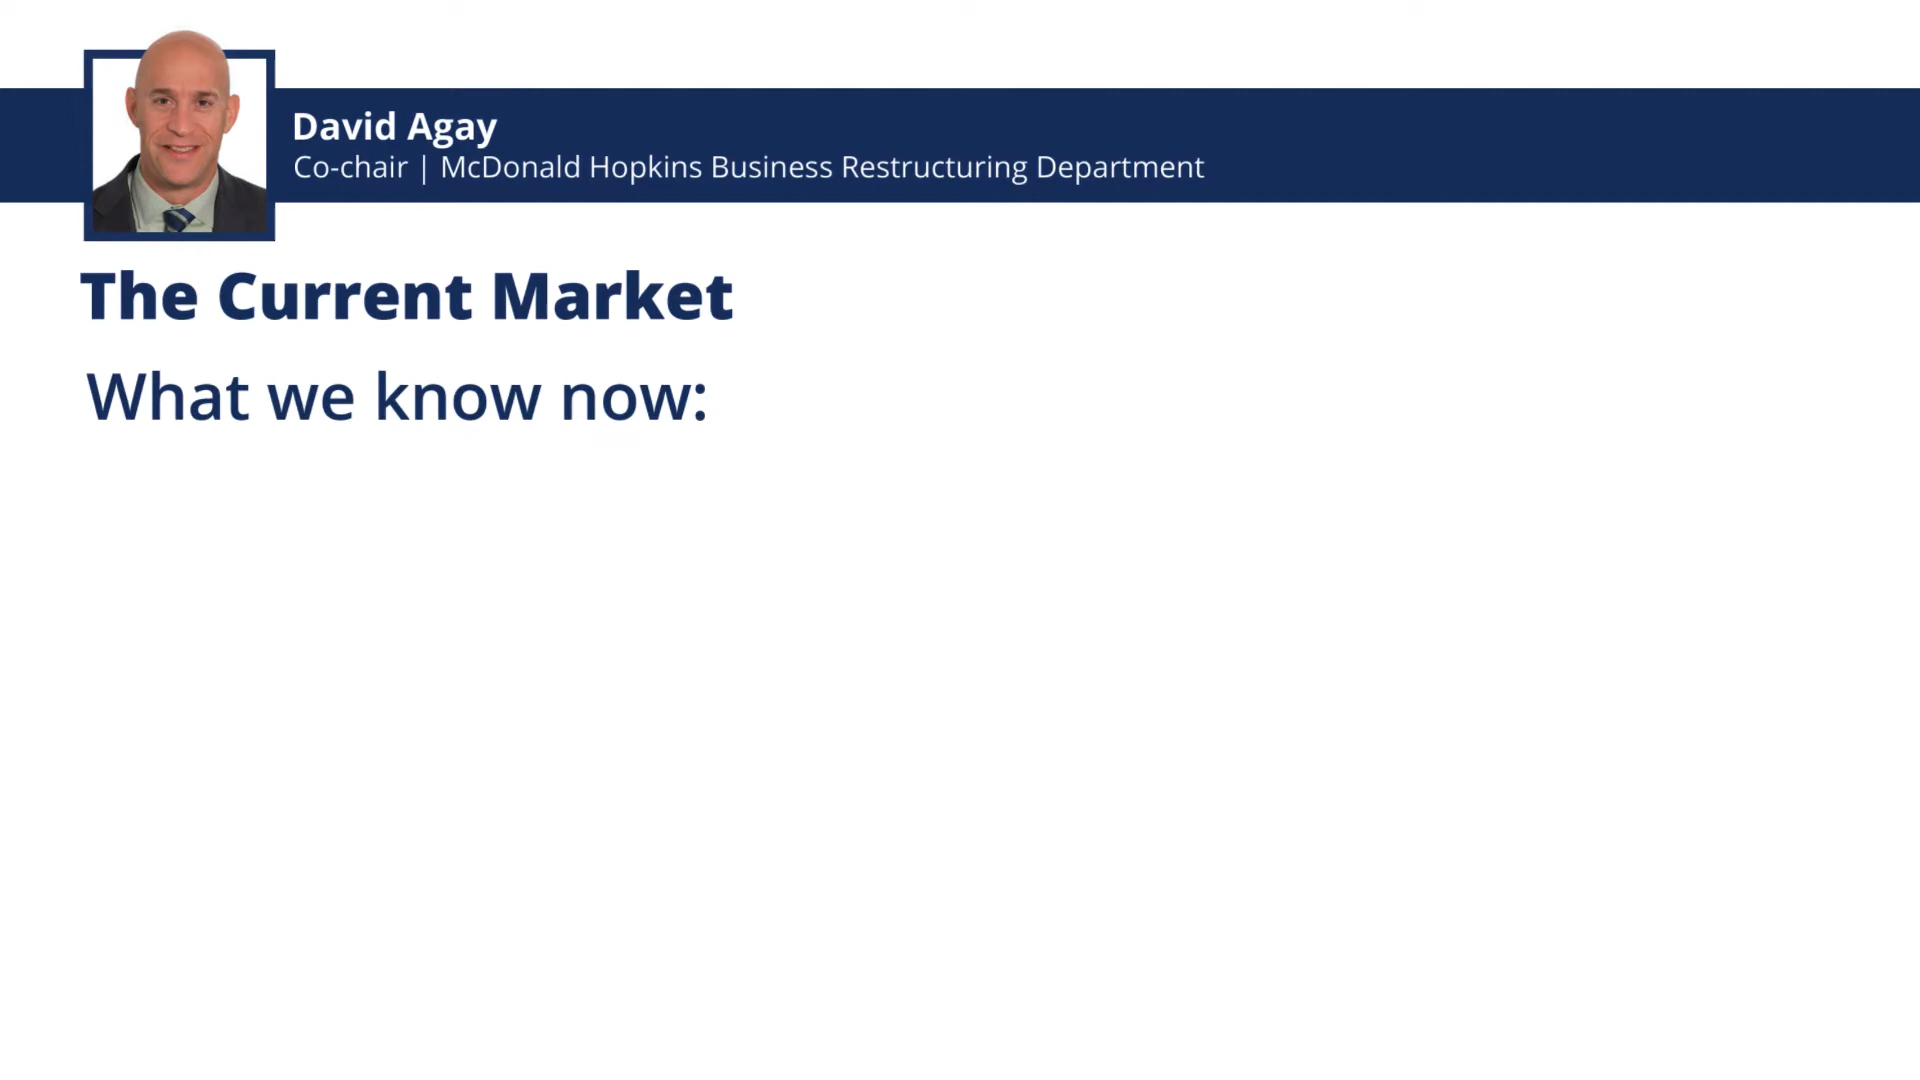 David Agay
Co-chair | McDonald Hopkins Business Restructuring Department
The Current Market
What we know now: